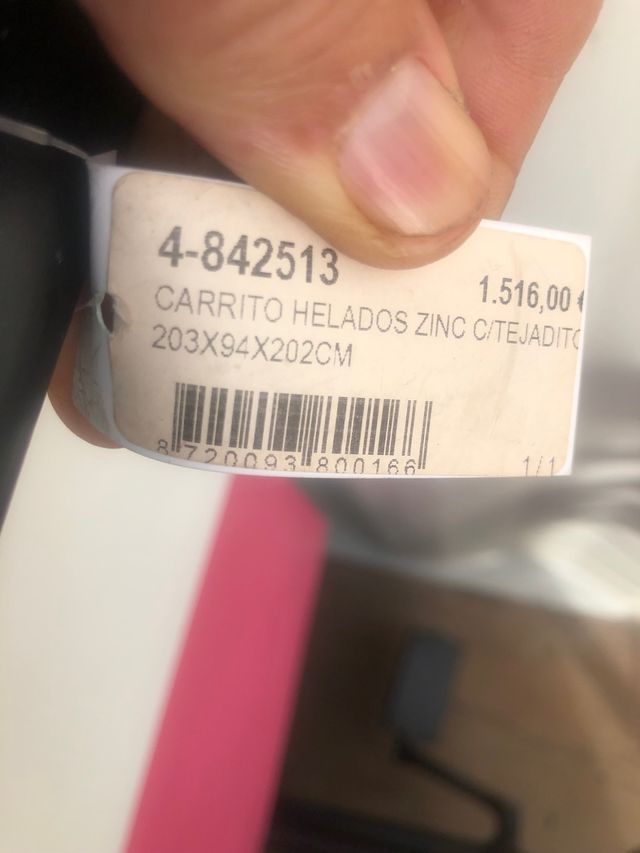 4-842513
1.516,00 €
CARRITO HELADOS ZINC C/TEJADITO
203X94X202CM
8 720093 800166
1/1